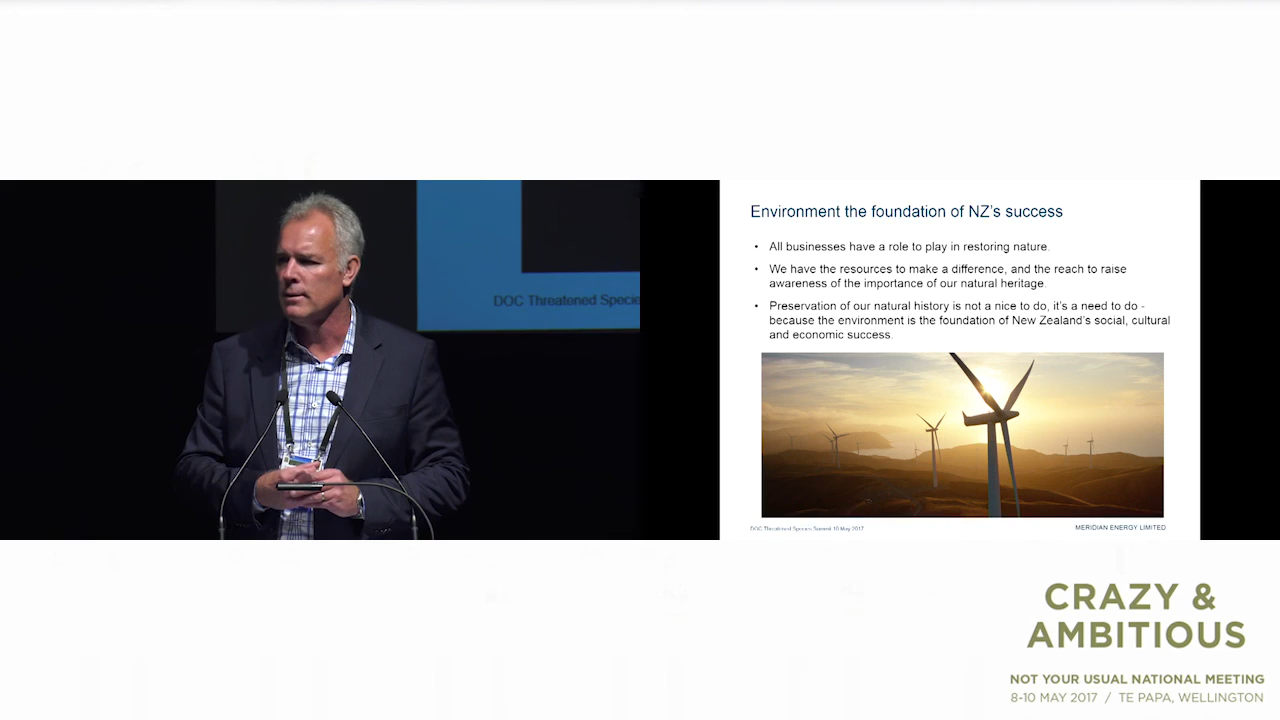 DOC Threatened Specie
Environment the foundation of NZ's success
• All businesses have a role to play in restoring nature.
• We have the resources to make a difference, and the reach to raise
awareness of the importance of our natural heritage.
• Preservation of our natural history is not a nice to do, it's a need to do -
because the environment is the foundation of New Zealand's social, cultural
and economic success.
DOC Threatened Species Summit 10 May 2017
MERIDIAN ENERGY LIMITED
CRAZY &
AMBITIOUS
NOT YOUR USUAL NATIONAL MEETING
8-10 MAY 2017 / TE PAPA, WELLINGTON